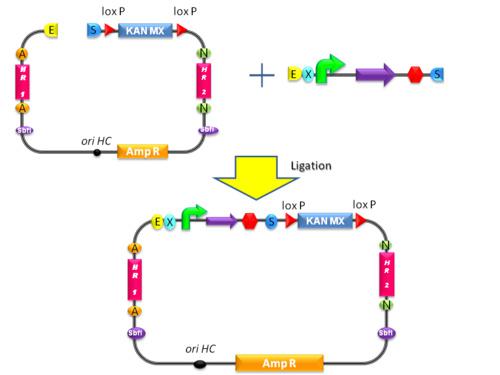 lox P lox P
E S KAN MX
A N
HR 1 HR 2
A N
SbfI SbfI
ori HC
Amp R
+
E X S
Ligation
lox P lox P
E X S KAN MX
A N
HR 1 HR 2
A N
SbfI SbfI
ori HC
Amp R